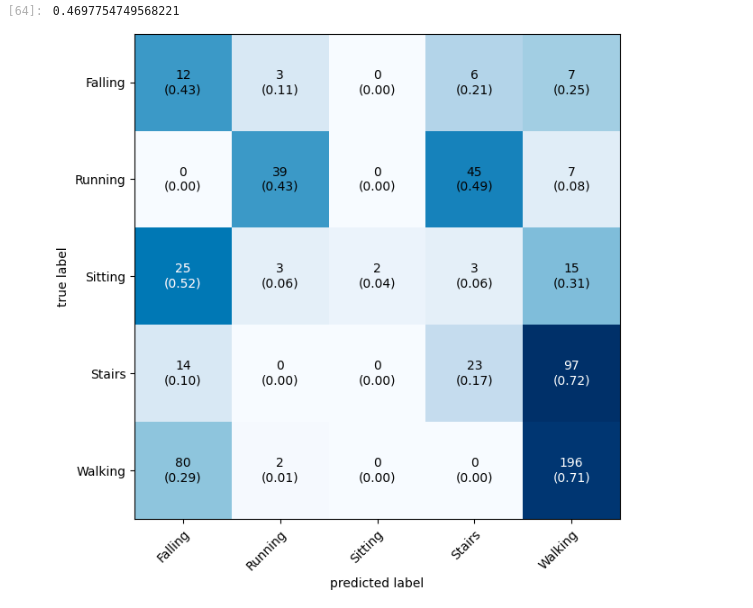 [64]: 0.4697754749568221
Falling
12 3 0 6 7
(0.43) (0.11) (0.00) (0.21) (0.25)
Running
0 39 0 45 7
(0.00) (0.43) (0.00) (0.49) (0.08)
Sitting
25 3 2 3 15
(0.52) (0.06) (0.04) (0.06) (0.31)
Stairs
14 0 0 23 97
(0.10) (0.00) (0.00) (0.17) (0.72)
Walking
80 2 0 0 196
(0.29) (0.01) (0.00) (0.00) (0.71)
true label
Falling Running Sitting Stairs Walking
predicted label